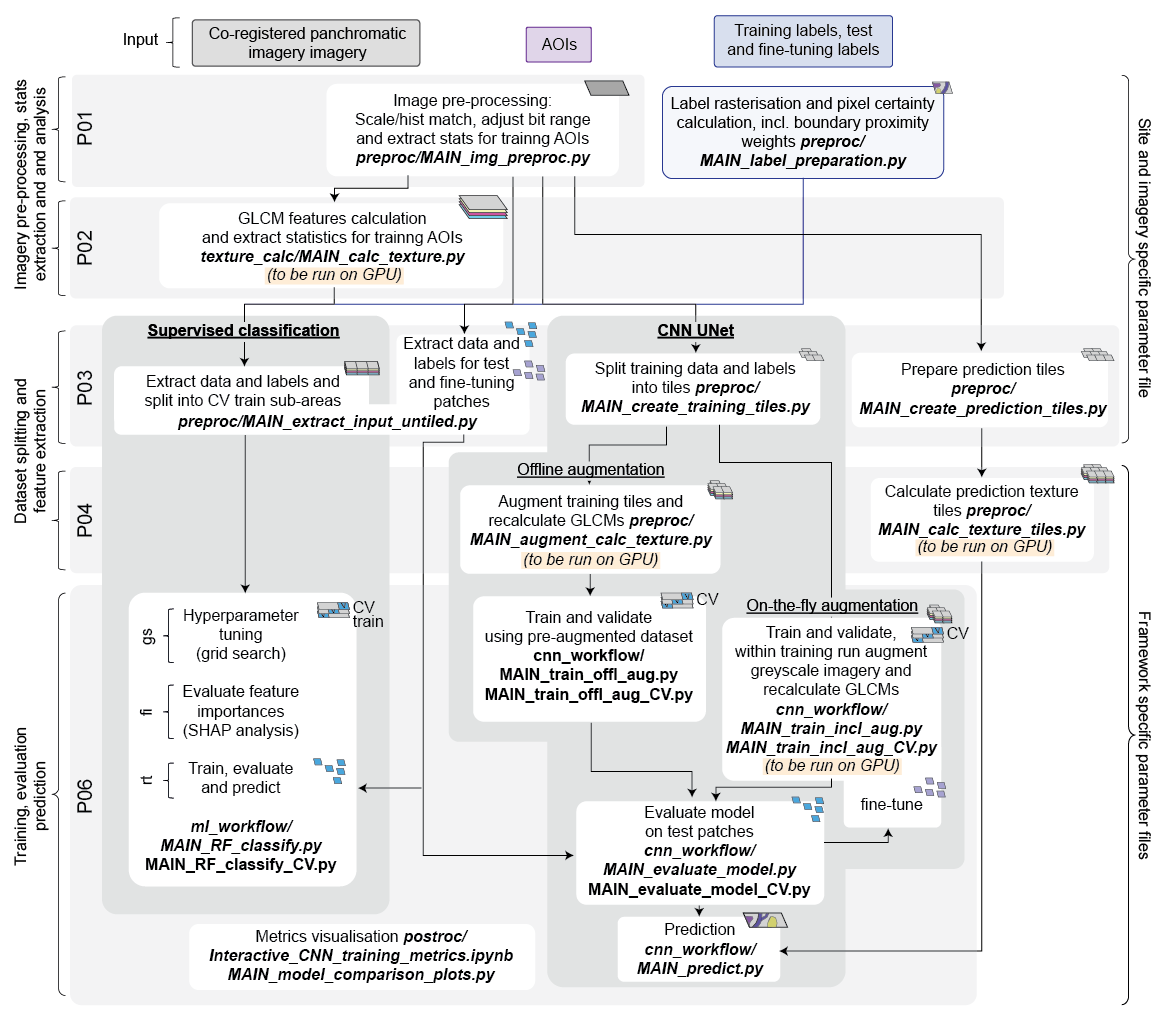 Input
Co-registered panchromatic
imagery imagery
AOIs
Training labels, test
and fine-tuning labels
Imagery pre-processing, stats
extraction and and analysis
P01
Image pre-processing:
Scale/hist match, adjust bit range
and extract stats for trainng AOIs
preproc/MAIN_img_preproc.py
Label rasterisation and pixel certainty
calculation, incl. boundary proximity
weights preproc/
MAIN_label_preparation.py
Site and imagery specific parameter
file
P02
GLCM features calculation
and extract statistics for trainng AOIs
texture_calc/MAIN_calc_texture.py
(to be run on GPU)
Dataset splitting and
feature extraction
P03
Supervised classification
Extract data and labels and
split into CV train sub-areas
Extract data and
labels for test
and fine-tuning
patches
preproc/MAIN_extract_input_untiled.py
CNN UNet
Split training data and labels
into tiles preproc/
MAIN_create_training_tiles.py
Prepare prediction tiles
preproc/
MAIN_create_prediction_tiles.py
P04
Offline augmentation
Augment training tiles and
recalculate GLCMs preproc/
MAIN_augment_calc_texture.py
(to be run on GPU)
Calculate prediction texture
tiles preproc/
MAIN_calc_texture_tiles.py
(to be run on GPU)
Framework specific parameter files
Training, evaluation
prediction
P06
CV
train
gs
Hyperparameter
tuning
(grid search)
fi
Evaluate feature
importances
(SHAP analysis)
rt
Train, evaluate
and predict
ml_workflow/
MAIN_RF_classify.py
MAIN_RF_classify_CV.py
CV
Train and validate
using pre-augmented dataset
cnn_workflow/
MAIN_train_offl_aug.py
MAIN_train_offl_aug_CV.py
On-the-fly augmentation
CV
Train and validate,
within training run augment
greyscale imagery and
recalculate GLCMs
cnn_workflow/
MAIN_train_incl_aug.py
MAIN_train_incl_aug_CV.py
(to be run on GPU)
fine-tune
Evaluate model
on test patches
cnn_workflow/
MAIN_evaluate_model.py
MAIN_evaluate_model_CV.py
Prediction
cnn_workflow/
MAIN_predict.py
Metrics visualisation postroc/
Interactive_CNN_training_metrics.ipynb
MAIN_model_comparison_plots.py